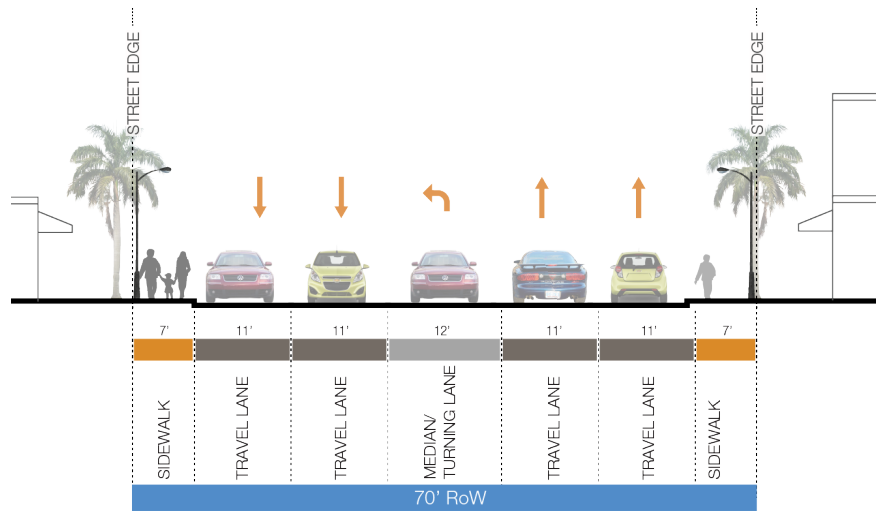 STREET EDGE
STREET EDGE
7'
11'
11'
12'
11'
11'
7'
SIDEWALK
TRAVEL LANE
TRAVEL LANE
MEDIAN/
TURNING LANE
TRAVEL LANE
TRAVEL LANE
SIDEWALK
70' RoW